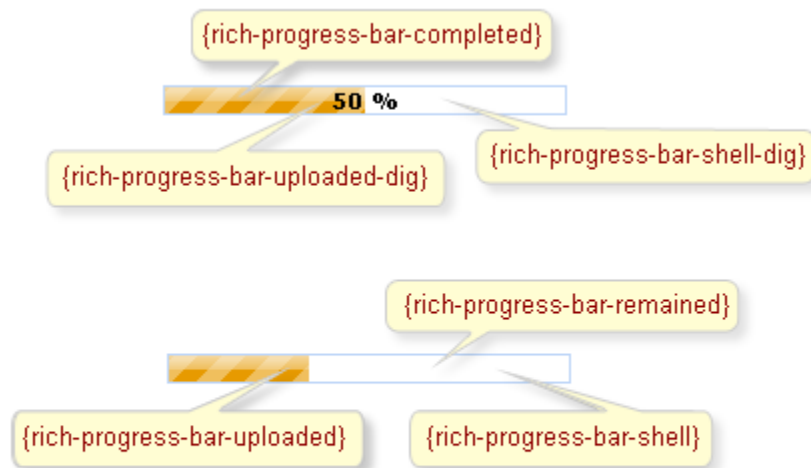 {rich-progress-bar-completed}
50 %
{rich-progress-bar-shell-dig}
{rich-progress-bar-uploaded-dig}
{rich-progress-bar-remained}
{rich-progress-bar-uploaded}
{rich-progress-bar-shell}